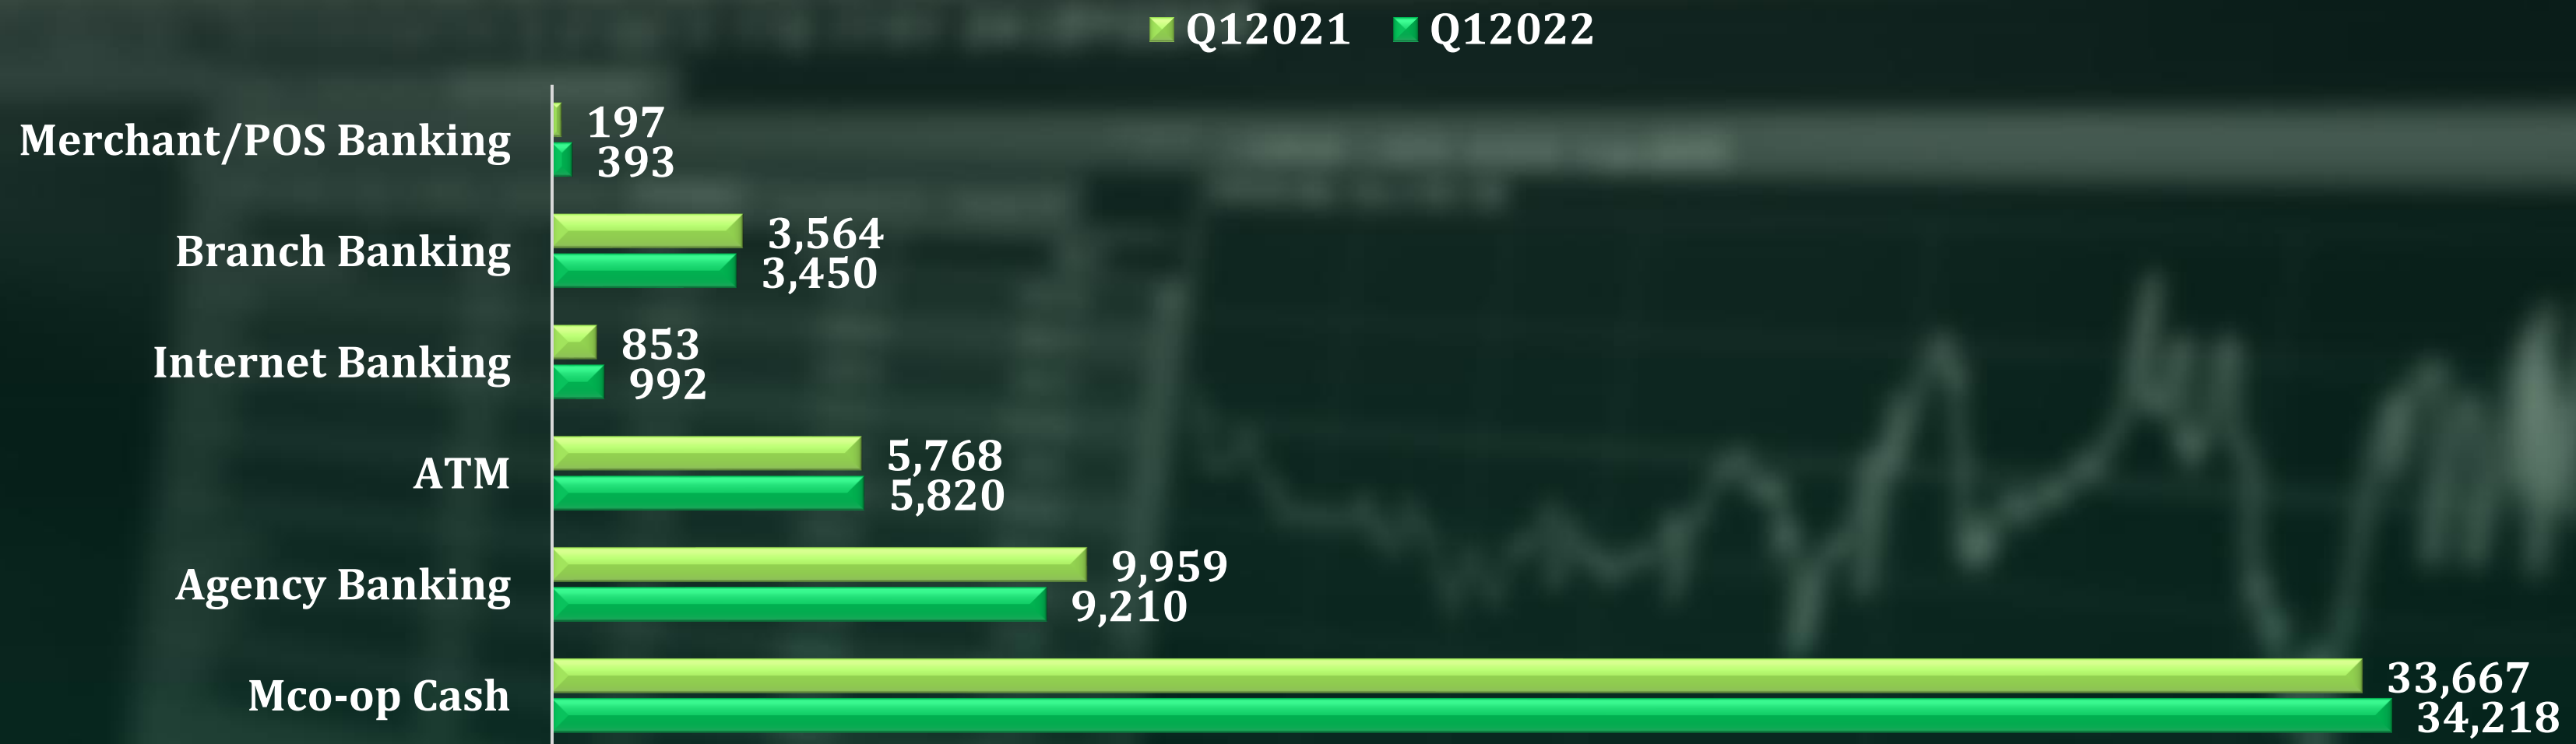 Q12021 Q12022
Merchant/POS Banking
197
393
Branch Banking
3,564
3,450
Internet Banking
853
992
ATM
5,768
5,820
Agency Banking
9,959
9,210
Mco-op Cash
33,667
34,218